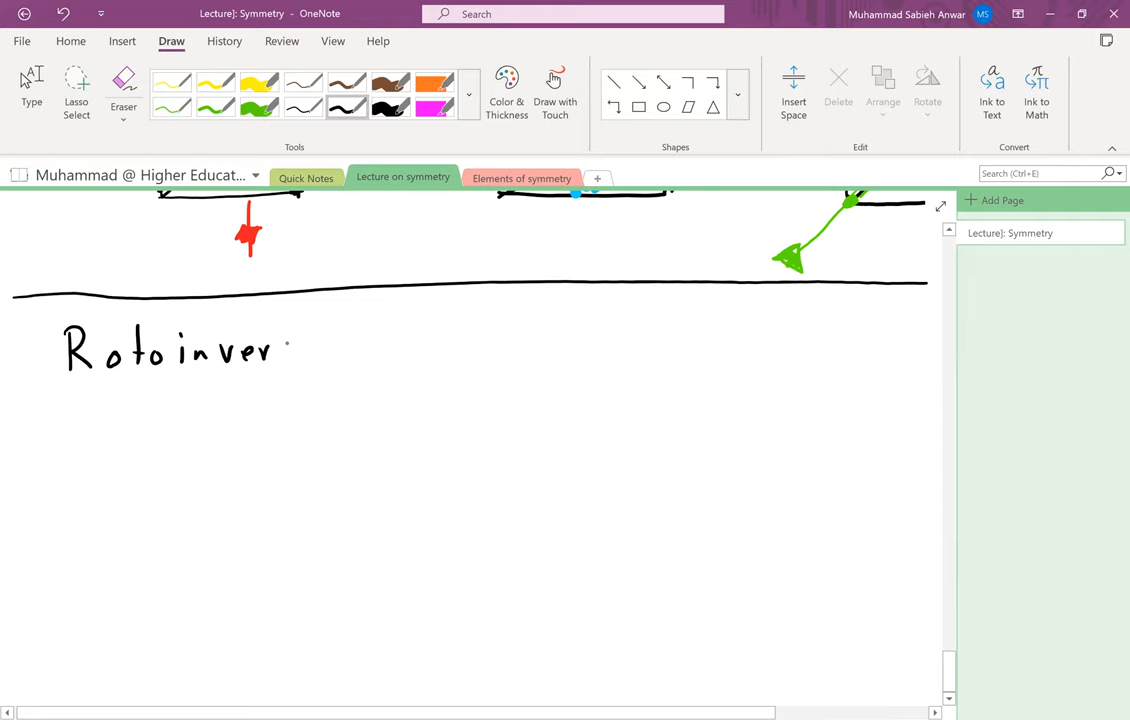 Lecture]: Symmetry - OneNote
Search
Muhammad Sabieh Anwar
MS
File Home Insert Draw History Review View Help
Type
Lasso Select
Eraser
Color & Thickness
Draw with Touch
Insert Space
Delete
Arrange
Rotate
Ink to Text
Ink to Math
Tools
Shapes
Edit
Convert
Muhammad @ Higher Educat...
Quick Notes
Lecture on symmetry
Elements of symmetry
Search (Ctrl+E)
Add Page
Lecture]: Symmetry
Rotoinver